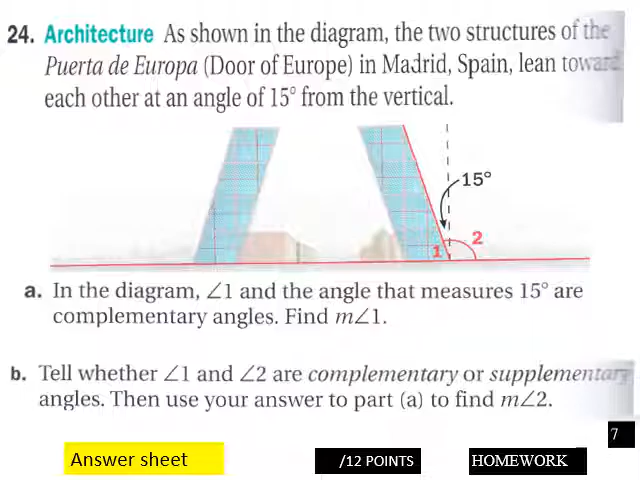 24. Architecture As shown in the diagram, the two structures of the
Puerta de Europa (Door of Europe) in Madrid, Spain, lean toward
each other at an angle of 15° from the vertical.
15°
2
1
a. In the diagram, ∠1 and the angle that measures 15° are
complementary angles. Find m∠1.
b. Tell whether ∠1 and ∠2 are complementary or supplementary
angles. Then use your answer to part (a) to find m∠2.
7
Answer sheet
/12 POINTS
HOMEWORK